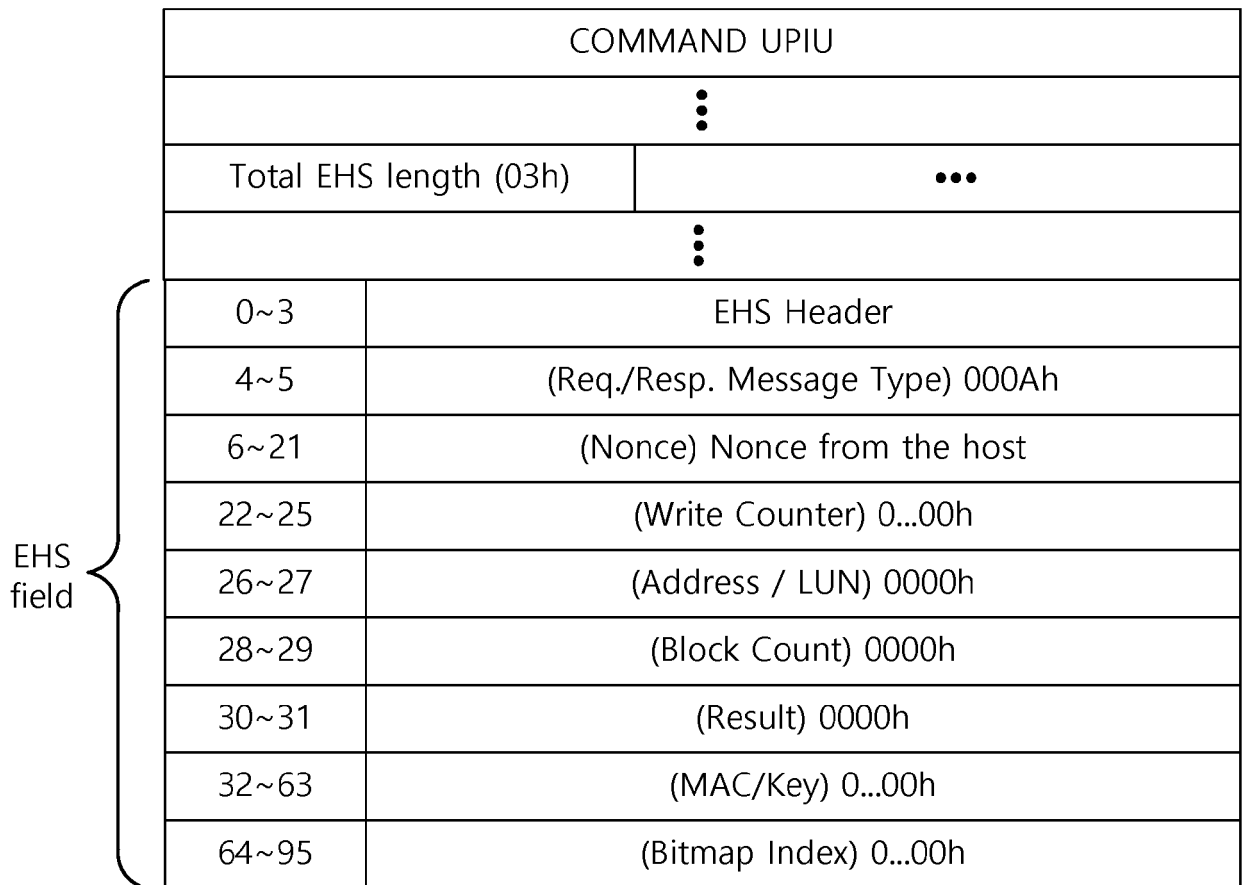 COMMAND UPIU
Total EHS length (03h) •••
EHS field
0~3 EHS Header
4~5 (Req./Resp. Message Type) 000Ah
6~21 (Nonce) Nonce from the host
22~25 (Write Counter) 0...00h
26~27 (Address / LUN) 0000h
28~29 (Block Count) 0000h
30~31 (Result) 0000h
32~63 (MAC/Key) 0...00h
64~95 (Bitmap Index) 0...00h